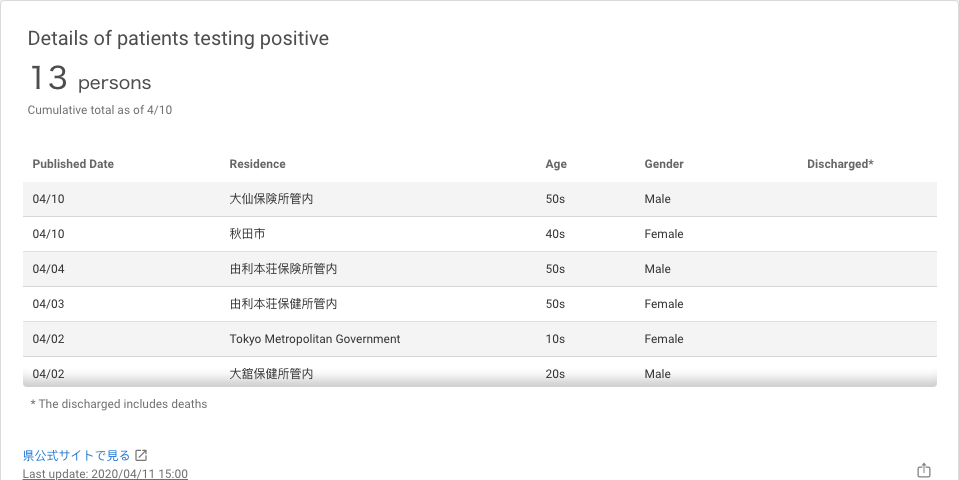 Details of patients testing positive
13 persons
Cumulative total as of 4/10
Published Date Residence Age Gender Discharged*
04/10 大仙保険所管内 50s Male
04/10 秋田市 40s Female
04/04 由利本荘保険所管内 50s Male
04/03 由利本荘保健所管内 50s Female
04/02 Tokyo Metropolitan Government 10s Female
04/02 大舘保健所管内 20s Male
* The discharged includes deaths
県公式サイトで見る
Last update: 2020/04/11 15:00